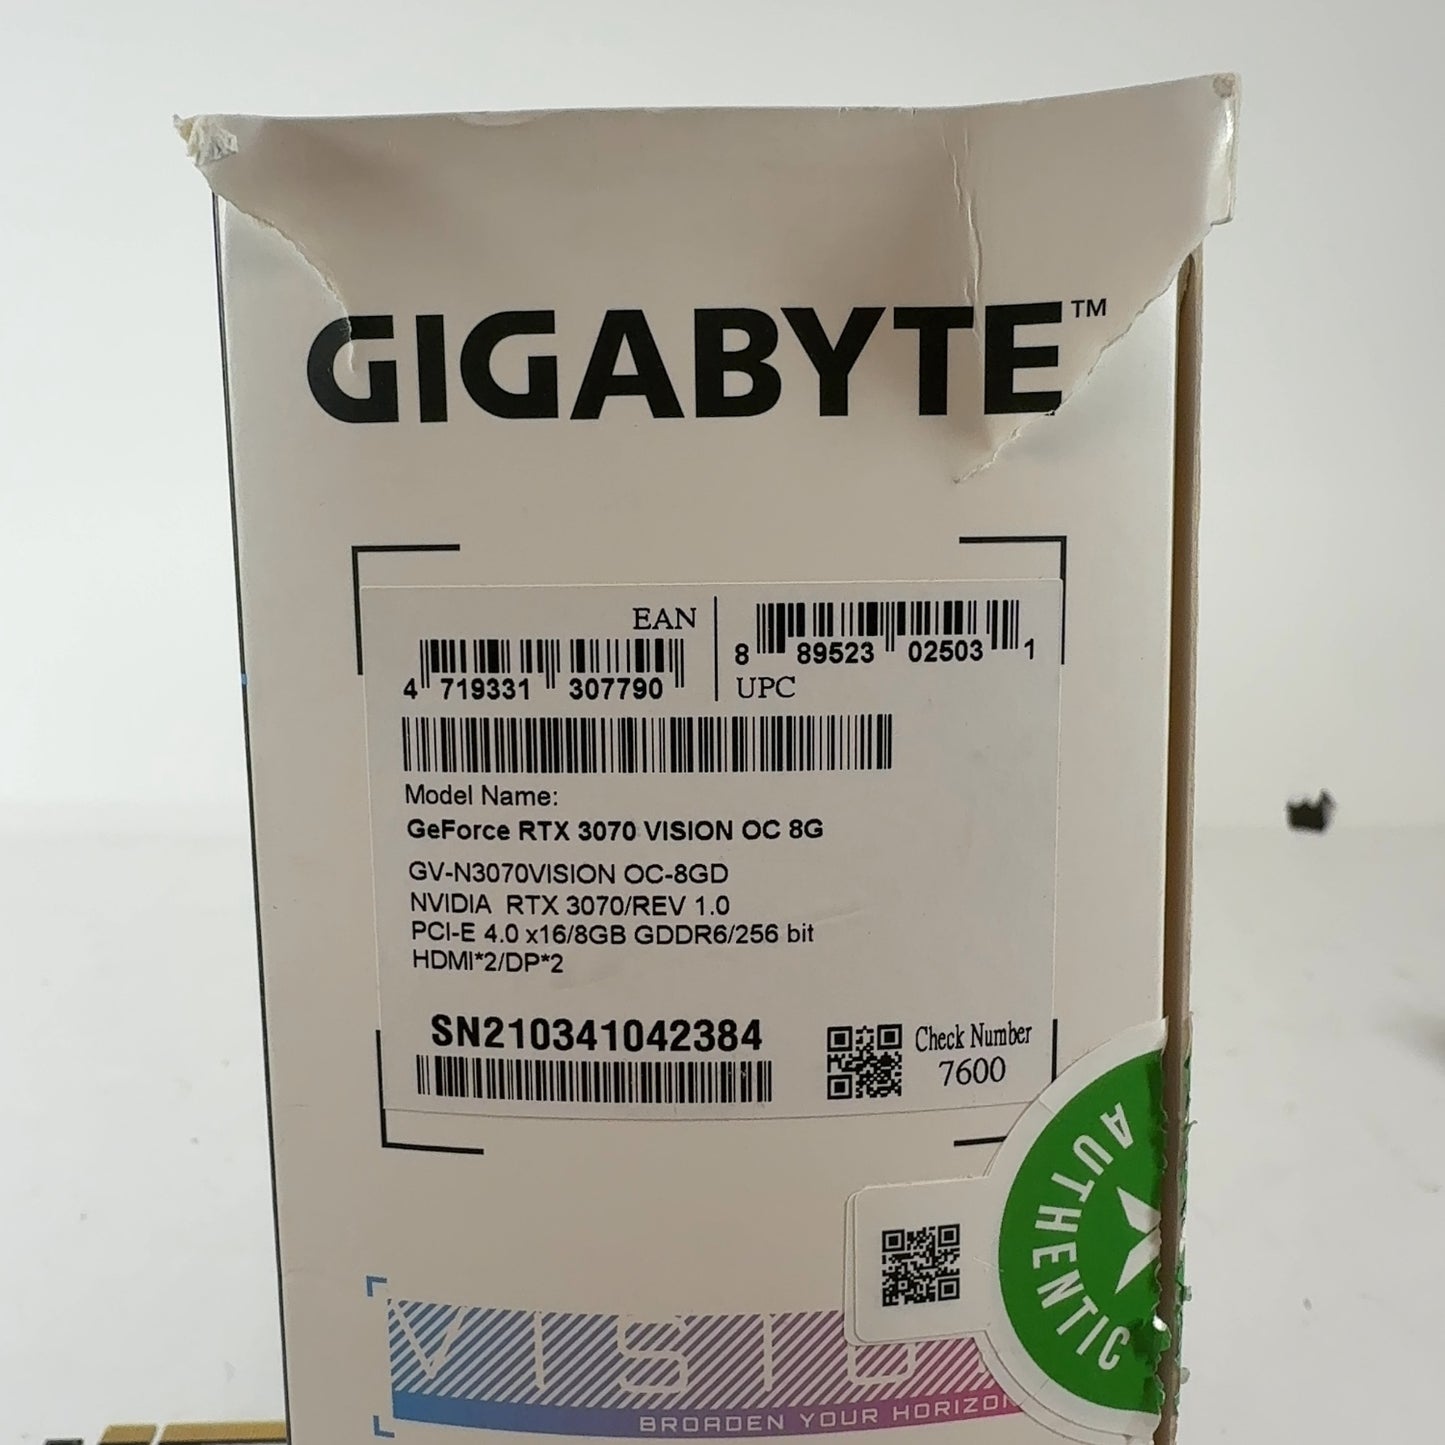 GIGABYTE™
EAN
4 719331 307790
8 89523 02503 1
UPC
Model Name:
GeForce RTX 3070 VISION OC 8G
GV-N3070VISION OC-8GD
NVIDIA RTX 3070/REV 1.0
PCI-E 4.0 x16/8GB GDDR6/256 bit
HDMI*2/DP*2
SN210341042384
Check Number
7600
AUTHENTIC
BROADEN YOUR